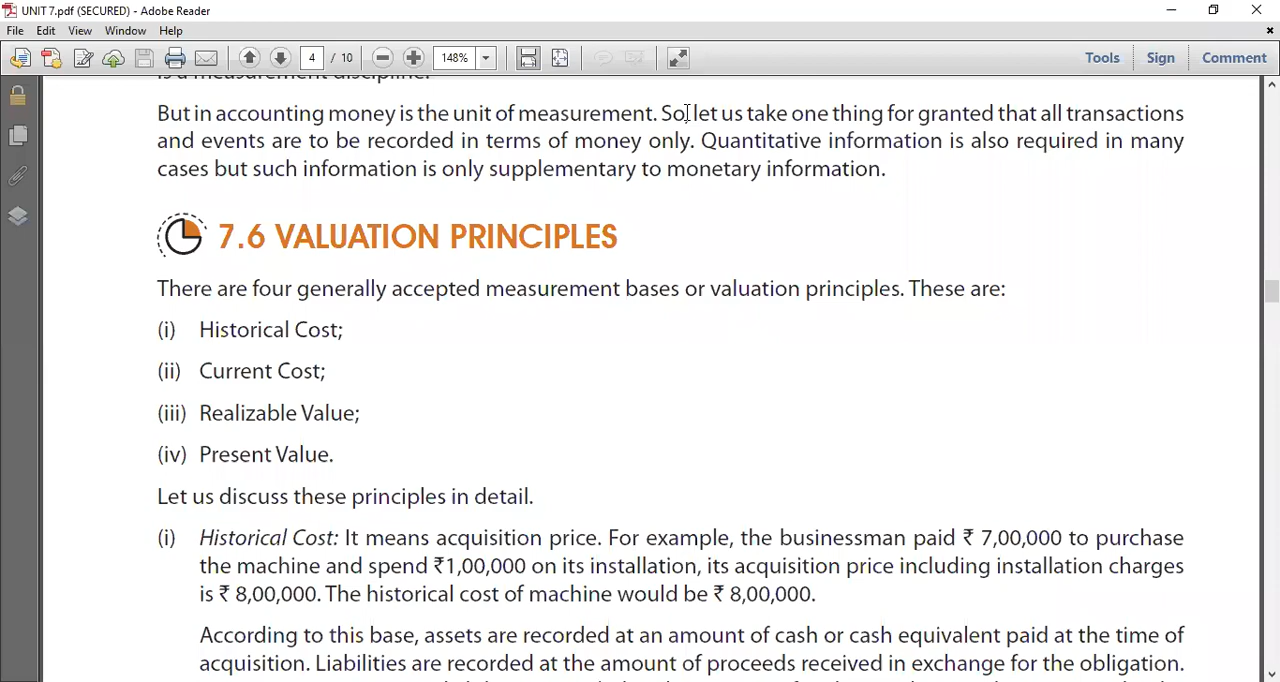 UNIT 7.pdf (SECURED) - Adobe Reader
File Edit View Window Help
4 / 10 148% Tools Sign Comment
is a measurement discipline.
But in accounting money is the unit of measurement. So, let us take one thing for granted that all transactions
and events are to be recorded in terms of money only. Quantitative information is also required in many
cases but such information is only supplementary to monetary information.
7.6 VALUATION PRINCIPLES
There are four generally accepted measurement bases or valuation principles. These are:
(i) Historical Cost;
(ii) Current Cost;
(iii) Realizable Value;
(iv) Present Value.
Let us discuss these principles in detail.
(i) Historical Cost: It means acquisition price. For example, the businessman paid ₹ 7,00,000 to purchase
the machine and spend ₹1,00,000 on its installation, its acquisition price including installation charges
is ₹ 8,00,000. The historical cost of machine would be ₹ 8,00,000.
According to this base, assets are recorded at an amount of cash or cash equivalent paid at the time of
acquisition. Liabilities are recorded at the amount of proceeds received in exchange for the obligation.